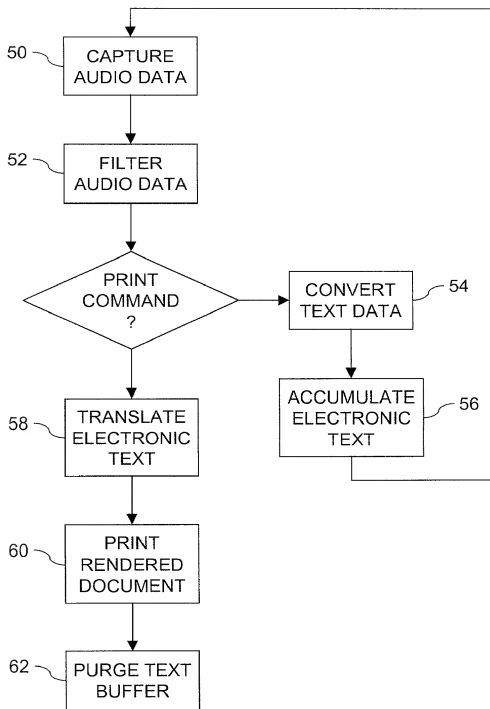 50
CAPTURE
AUDIO DATA
52
FILTER
AUDIO DATA
PRINT
COMMAND
?
CONVERT
TEXT DATA
54
ACCUMULATE
ELECTRONIC
TEXT
56
58
TRANSLATE
ELECTRONIC
TEXT
60
PRINT
RENDERED
DOCUMENT
62
PURGE TEXT
BUFFER